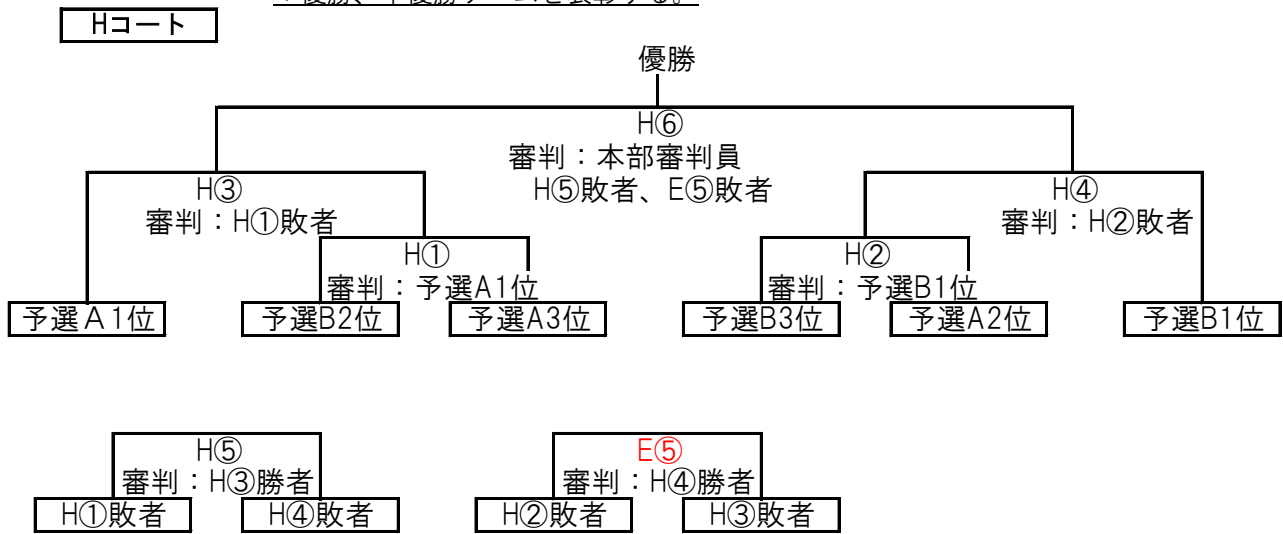 Hコート
優勝
H⑥
審判：本部審判員
H⑤敗者、E⑤敗者
H③
H④
審判：H①敗者
審判：H②敗者
H①
H②
審判：予選A1位
審判：予選B1位
予選Ａ1位
予選B2位
予選A3位
予選B3位
予選A2位
予選B1位
H⑤
E⑤
審判：H③勝者
審判：H④勝者
H①敗者
H④敗者
H②敗者
H③敗者